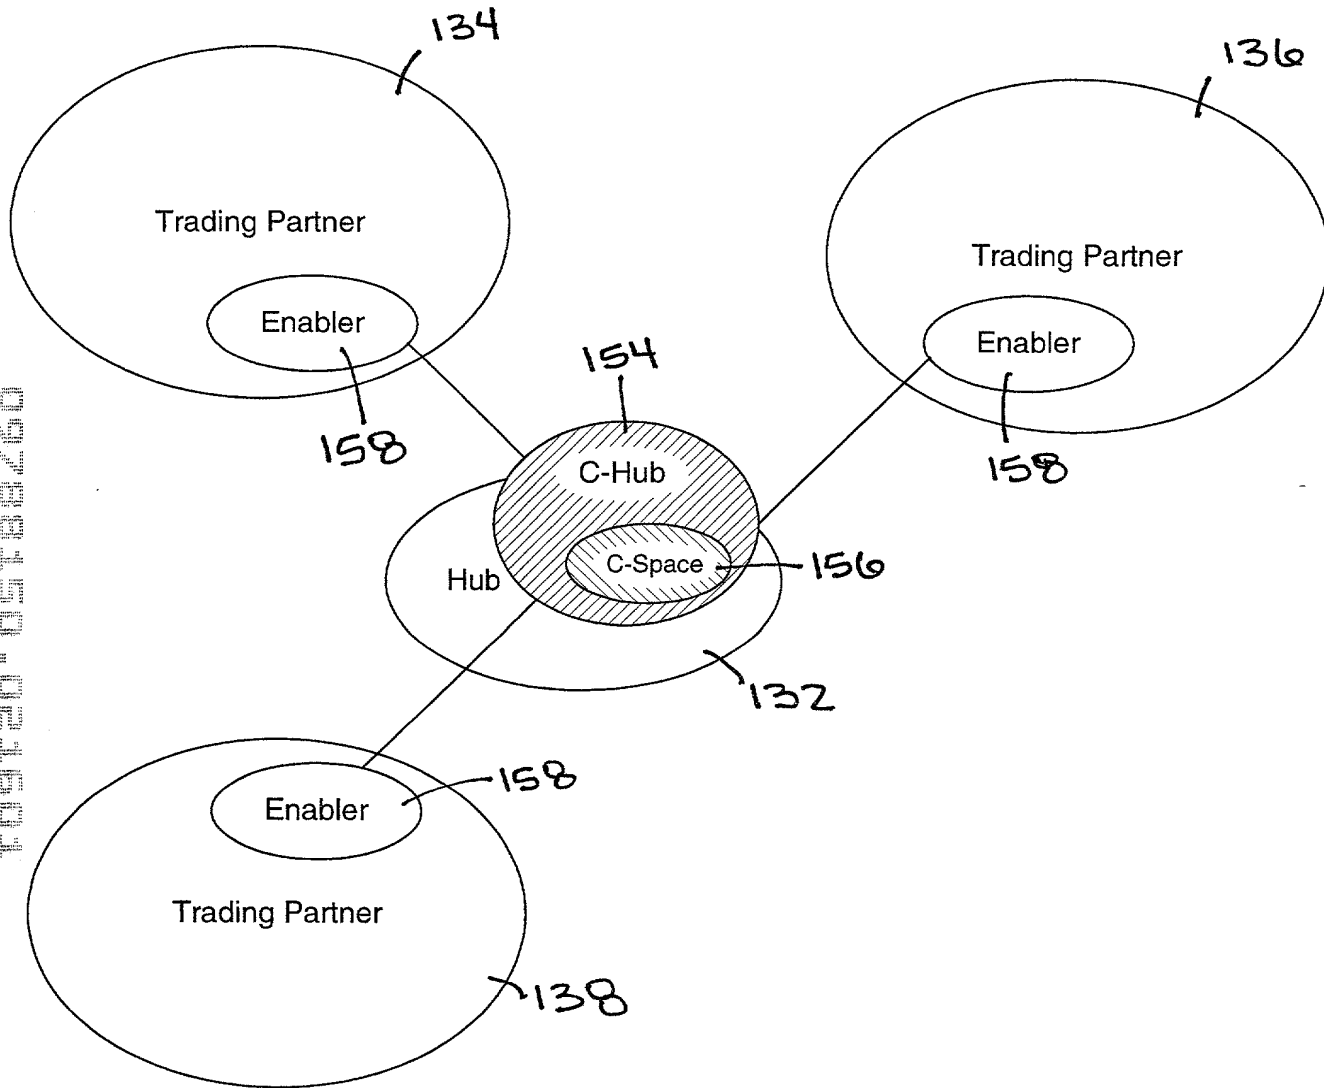 134
136
Trading Partner
Trading Partner
Enabler
Enabler
154
158
158
C-Hub
C-Space
156
Hub
132
158
Enabler
Trading Partner
138